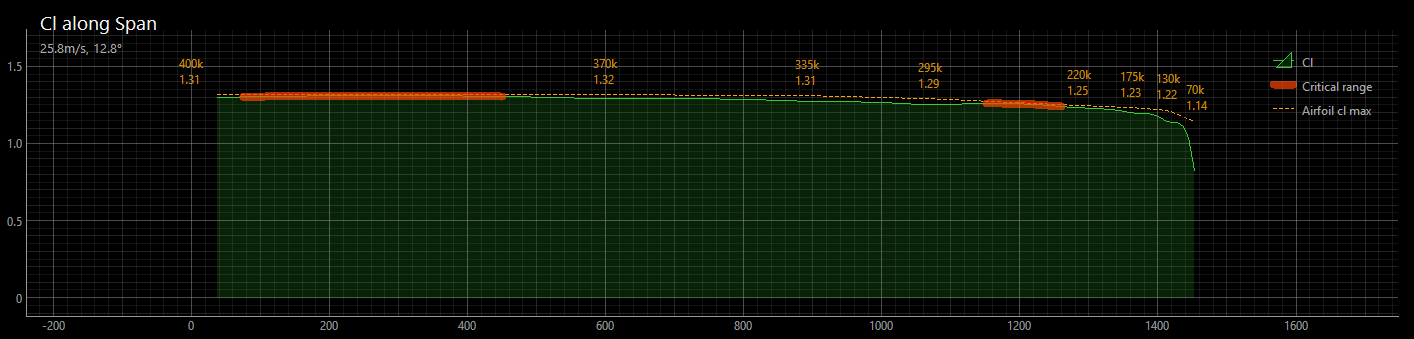 Cl along Span
25.8m/s, 12.8°
400k
1.31
370k
1.32
335k
1.31
295k
1.29
220k
1.25
175k
1.23
130k
1.22
70k
1.14
Cl
Critical range
Airfoil cl max
1.5
1.0
0.5
0
-200
0
200
400
600
800
1000
1200
1400
1600